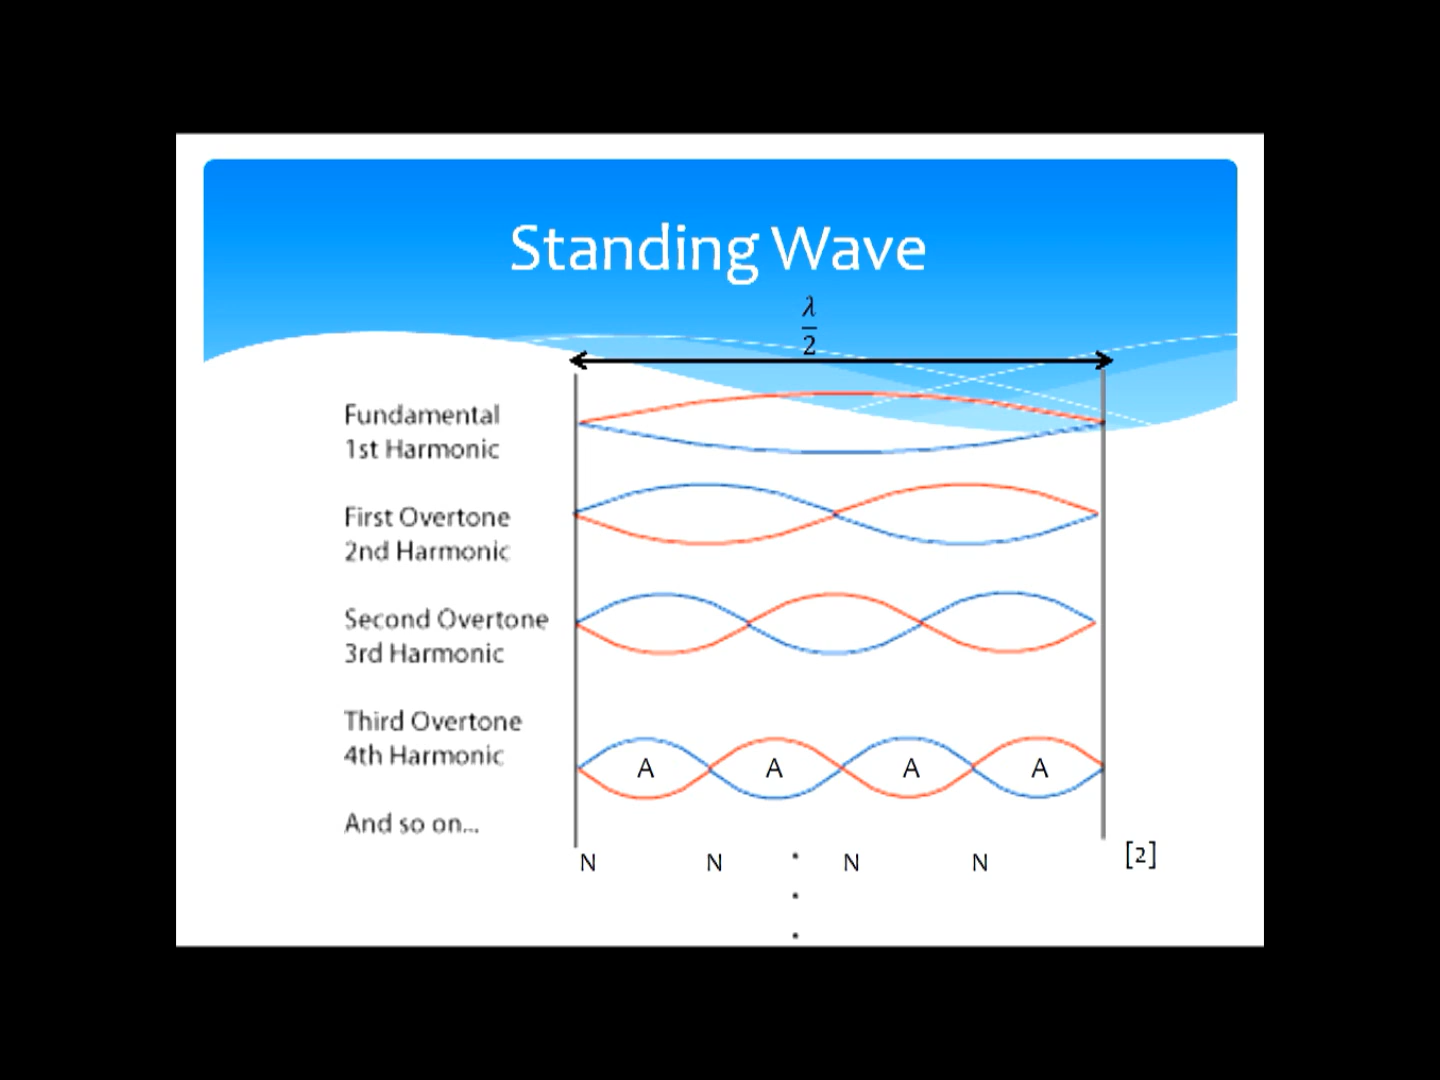 Standing Wave
λ
2
Fundamental
1st Harmonic
First Overtone
2nd Harmonic
Second Overtone
3rd Harmonic
Third Overtone
4th Harmonic
A A A A
And so on...
N N N N
[2]